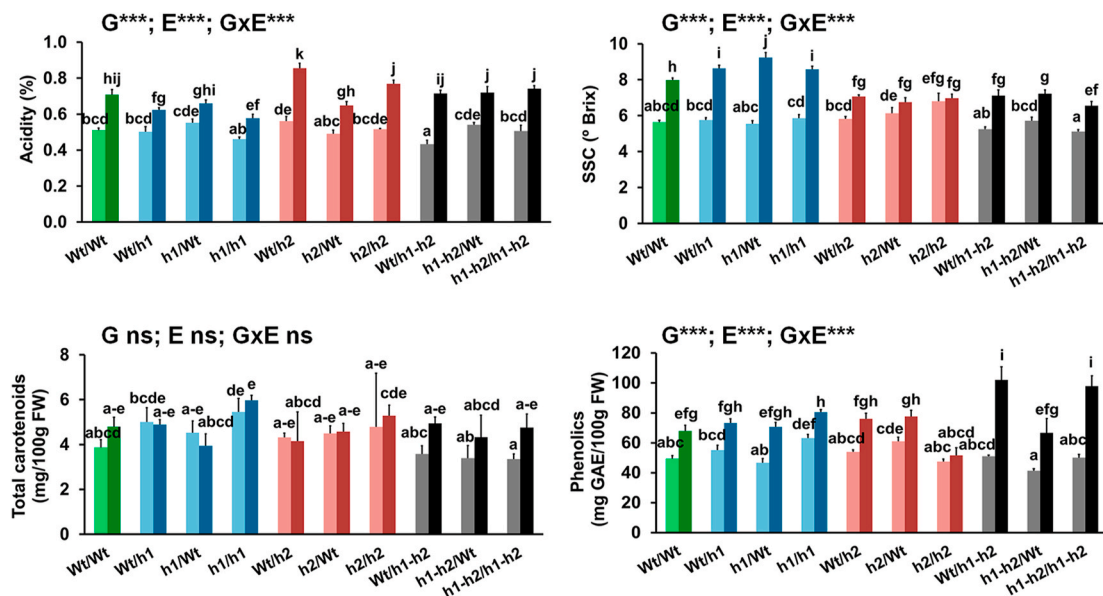 G***; E***; GxE***
Acidity (%)
1.0
0.8
0.6
0.4
0.2
0.0
bcd hij bcd fg cde ghi ab ef de k abc gh bcd j a ij cde j bcd j
Wt/Wt Wt/h1 h1/Wt h1/h1 Wt/h2 h2/Wt h2/h2 Wt/h1-h2 h1-h2/Wt h1-h2/h1-h2
G***; E***; GxE***
SSC (º Brix)
10
8
6
4
2
0
abcd h bcd i abc j cd i bcd fg de fg efg fg ab fg bcd g a ef
Wt/Wt Wt/h1 h1/Wt h1/h1 Wt/h2 h2/Wt h2/h2 Wt/h1-h2 h1-h2/Wt h1-h2/h1-h2
G ns; E ns; GxE ns
Total carotenoids
(mg/100g FW)
8
6
4
2
0
abcd a-e bcde a-e a-e abcd de e a-e a-e a-e a-e a-e cde abc a-e ab abcd a a-e
Wt/Wt Wt/h1 h1/Wt h1/h1 Wt/h2 h2/Wt h2/h2 Wt/h1-h2 h1-h2/Wt h1-h2/h1-h2
G***; E***; GxE***
Phenolics
(mg GAE/100g FW)
120
100
80
60
40
20
0
abc efg bcd fgh ab efgh def h abcd fgh cde gh abc abcd abcd i a efg abc i
Wt/Wt Wt/h1 h1/Wt h1/h1 Wt/h2 h2/Wt h2/h2 Wt/h1-h2 h1-h2/Wt h1-h2/h1-h2